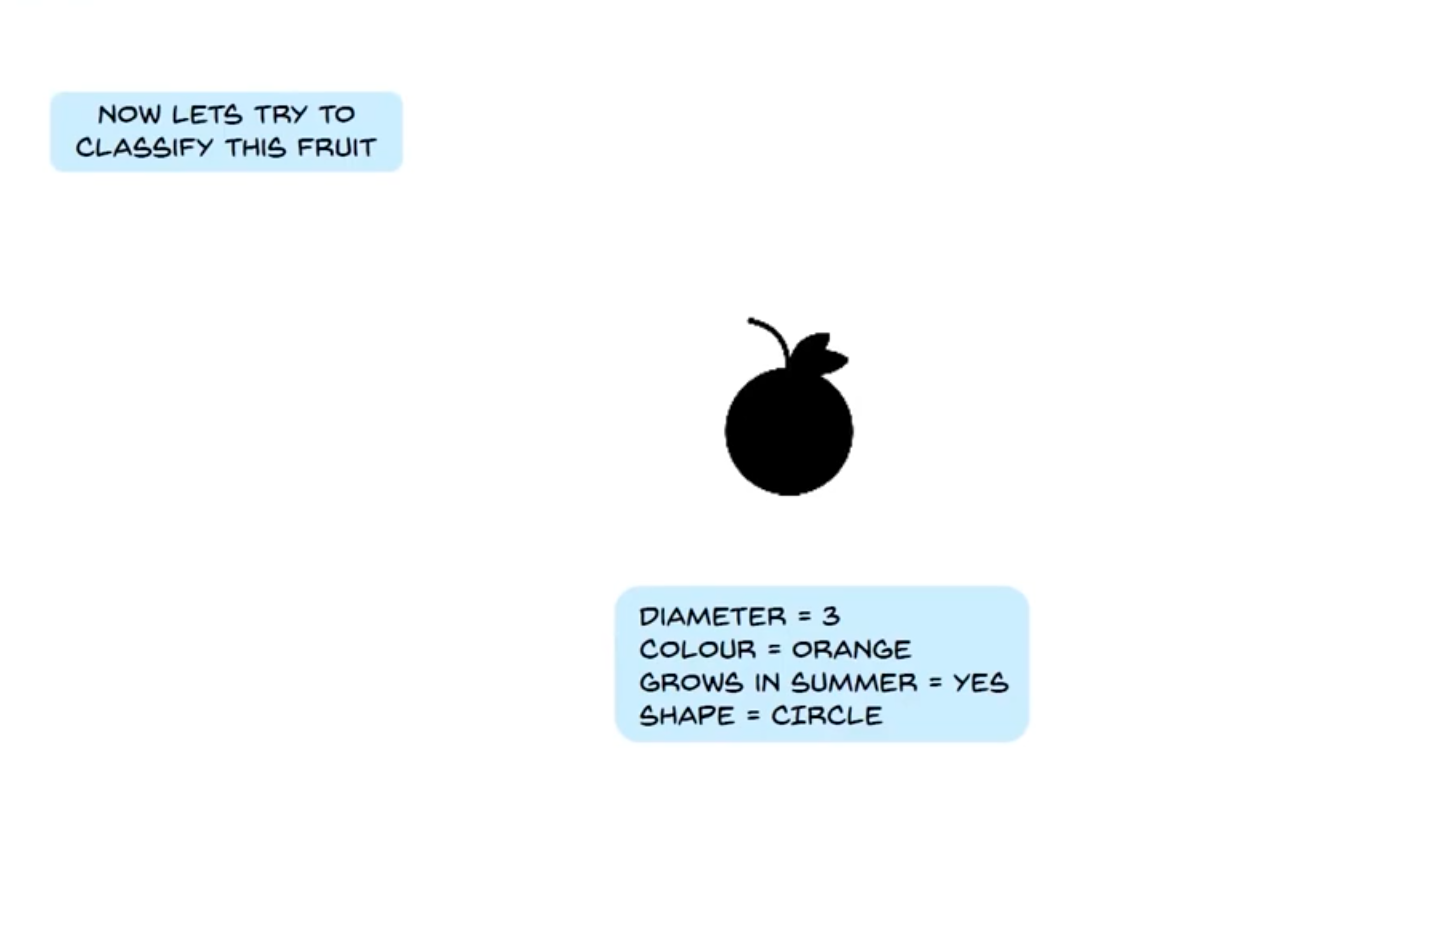 NOW LETS TRY TO
CLASSIFY THIS FRUIT
DIAMETER = 3
COLOUR = ORANGE
GROWS IN SUMMER = YES
SHAPE = CIRCLE